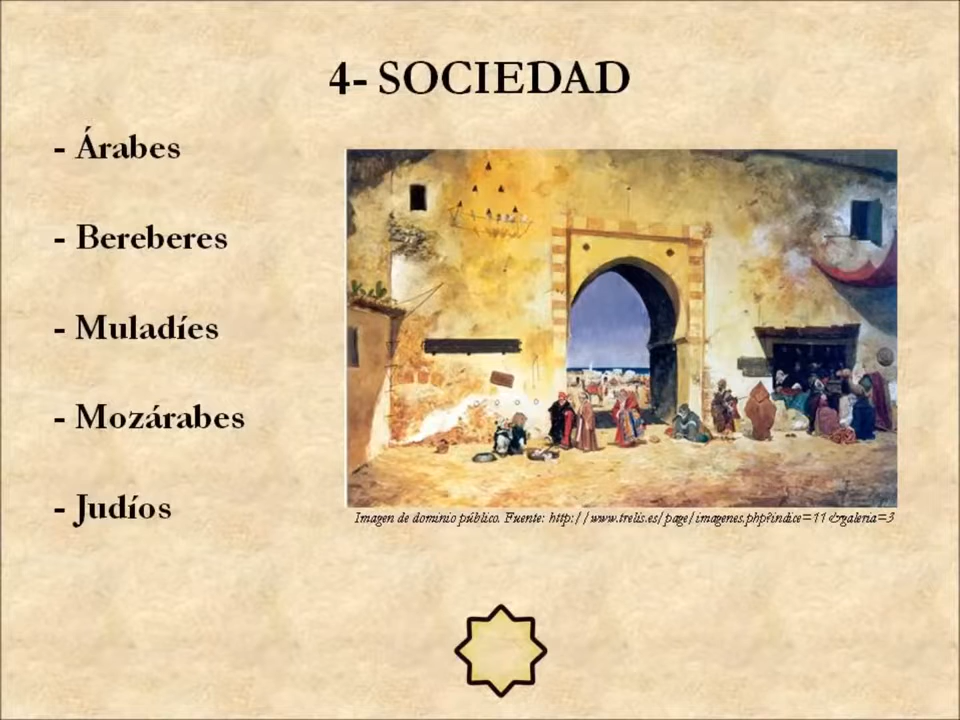 4- SOCIEDAD
- Árabes
- Bereberes
- Muladíes
- Mozárabes
- Judíos
Imagen de dominio público. Fuente: http://www.trelis.es/page/imagenes.php?indice=11&galeria=3